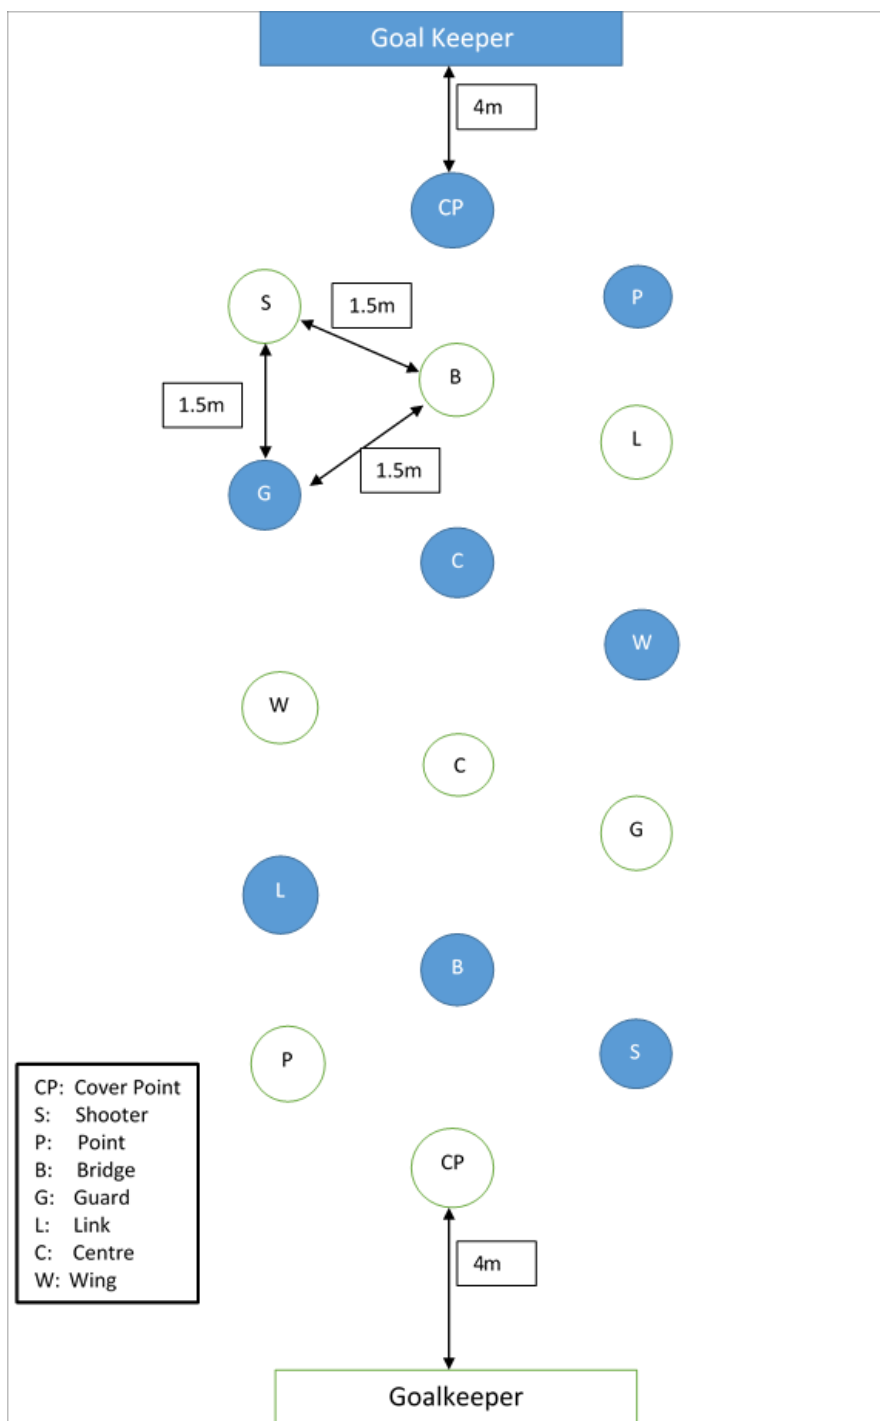 Goal Keeper
4m
CP
P
S
1.5m
B
1.5m
L
1.5m
G
C
W
W
C
G
L
B
S
P
CP: Cover Point
S: Shooter
P: Point
B: Bridge
G: Guard
L: Link
C: Centre
W: Wing
CP
4m
Goalkeeper